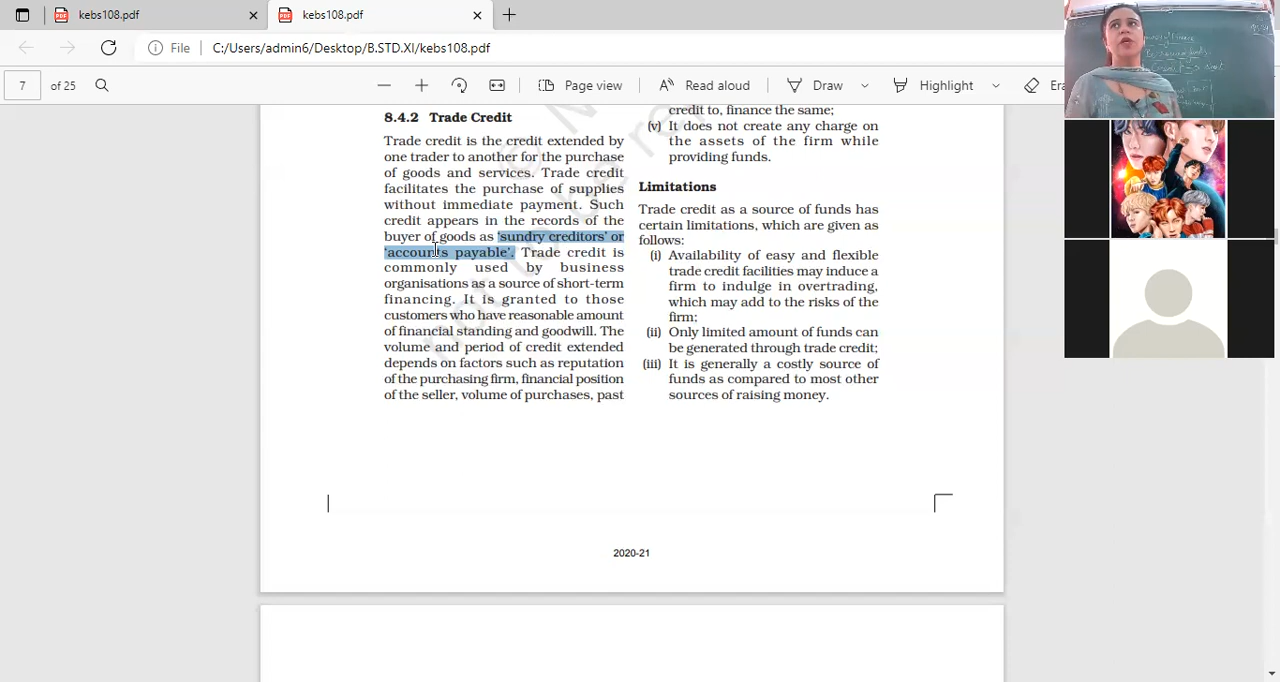 kebs108.pdf
kebs108.pdf
File
C:/Users/admin6/Desktop/B.STD.XI/kebs108.pdf
7 of 25
Page view
Read aloud
Draw
Highlight
8.4.2 Trade Credit
Trade credit is the credit extended by
one trader to another for the purchase
of goods and services. Trade credit
facilitates the purchase of supplies
without immediate payment. Such
credit appears in the records of the
buyer of goods as 'sundry creditors' or
'accounts payable'. Trade credit is
commonly used by business
organisations as a source of short-term
financing. It is granted to those
customers who have reasonable amount
of financial standing and goodwill. The
volume and period of credit extended
depends on factors such as reputation
of the purchasing firm, financial position
of the seller, volume of purchases, past
credit to, finance the same;
(v) It does not create any charge on
the assets of the firm while
providing funds.
Limitations
Trade credit as a source of funds has
certain limitations, which are given as
follows:
(i) Availability of easy and flexible
trade credit facilities may induce a
firm to indulge in overtrading,
which may add to the risks of the
firm;
(ii) Only limited amount of funds can
be generated through trade credit;
(iii) It is generally a costly source of
funds as compared to most other
sources of raising money.
2020-21